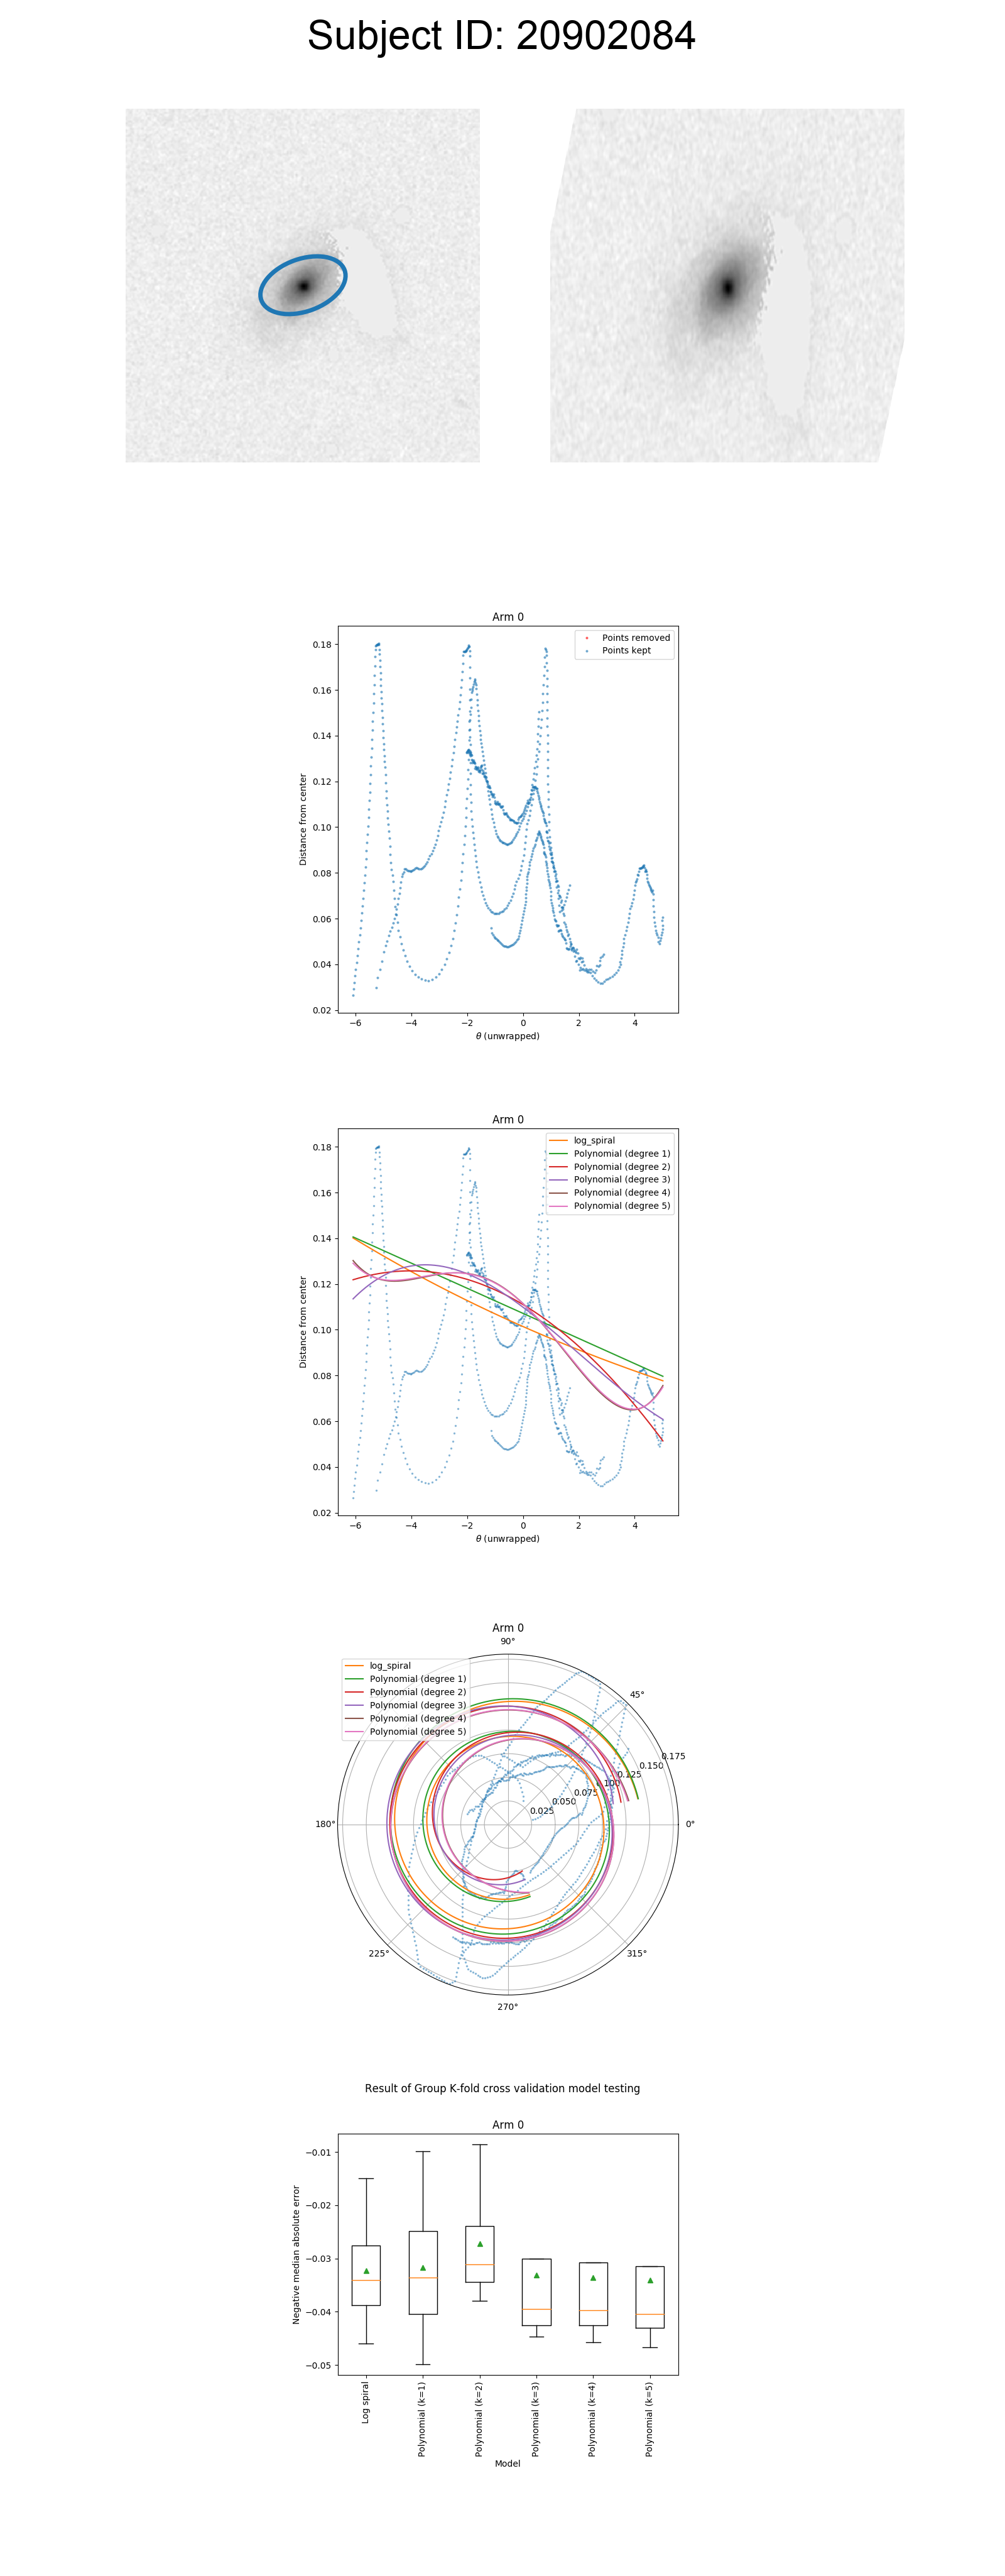 Subject ID: 20902084
Arm 0
Points removed
Points kept
0.18
0.16
0.14
0.12
0.10
0.08
0.06
0.04
0.02
Distance from center
−6 −4 −2 0 2 4
θ (unwrapped)
Arm 0
log_spiral
Polynomial (degree 1)
Polynomial (degree 2)
Polynomial (degree 3)
Polynomial (degree 4)
Polynomial (degree 5)
0.18
0.16
0.14
0.12
0.10
0.08
0.06
0.04
0.02
Distance from center
−6 −4 −2 0 2 4
θ (unwrapped)
Arm 0
90°
log_spiral
Polynomial (degree 1)
Polynomial (degree 2)
Polynomial (degree 3)
Polynomial (degree 4)
Polynomial (degree 5)
45°
0.175
0.150
0.125
0.100
0.075
0.050
0.025
180°
0°
225°
315°
270°
Result of Group K-fold cross validation model testing
Arm 0
−0.01
−0.02
−0.03
−0.04
−0.05
Negative median absolute error
Log spiral
Polynomial (k=1)
Polynomial (k=2)
Polynomial (k=3)
Polynomial (k=4)
Polynomial (k=5)
Model